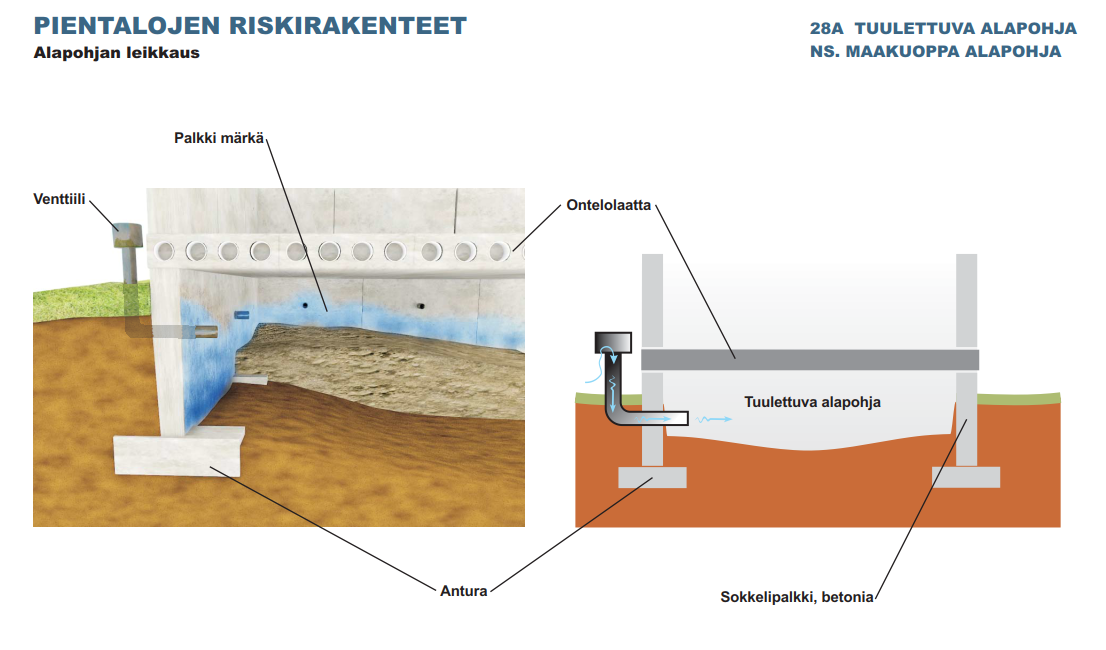 PIENTALOJEN RISKIRAKENTEET
Alapohjan leikkaus
28A TUULETTUVA ALAPOHJA
NS. MAAKUOPPA ALAPOHJA
Palkki märkä
Venttiili
Ontelolaatta
Tuulettuva alapohja
Antura
Sokkelipalkki, betonia